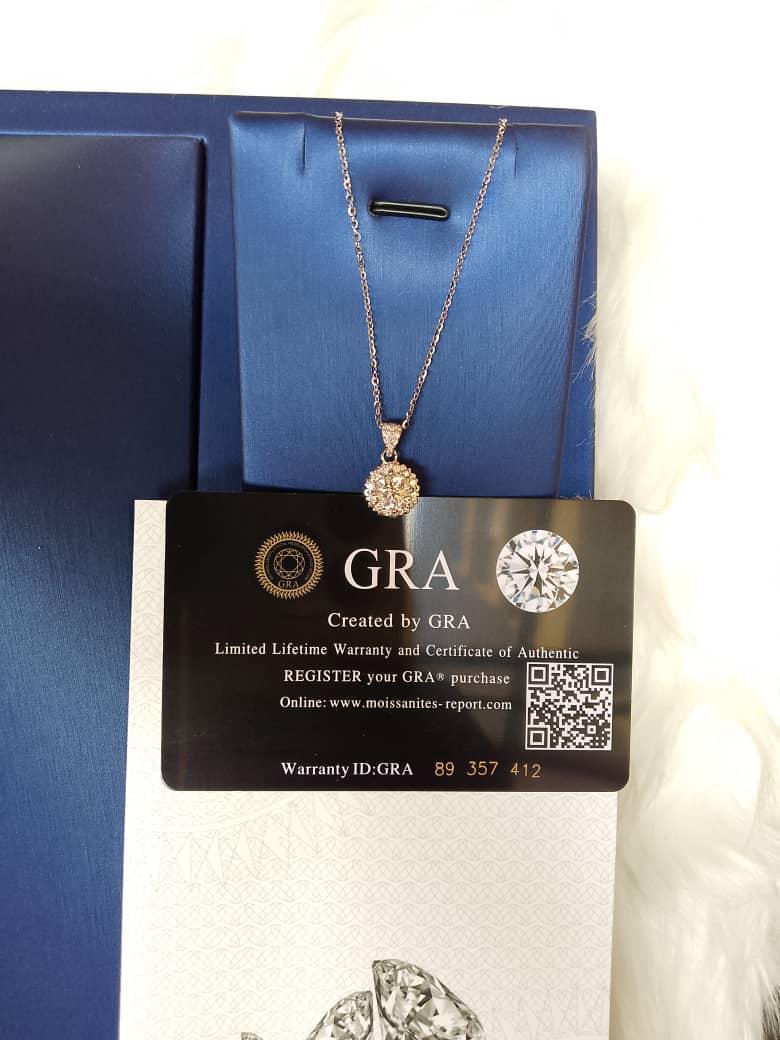 GRA
GRA
Created by GRA
Limited Lifetime Warranty and Certificate of Authentic
REGISTER your GRA® purchase
Online: www.moissanites-report.com
Warranty ID:GRA 89 357 412